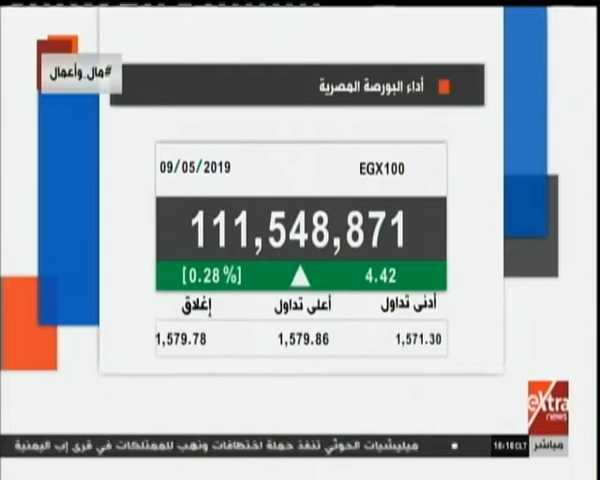 #مال_وأعمال
أداء البورصة المصرية
EGX100 09/05/2019
111,548,871
4.42 [0.28%]
أدنى تداول أعلى تداول إغلاق
1,571.30 1,579.86 1,579.78
extra
news
مباشر 16:16CLT ميليشيات الحوثي تنفذ حملة اختطافات ونهب للممتلكات في قرى إب اليمنية